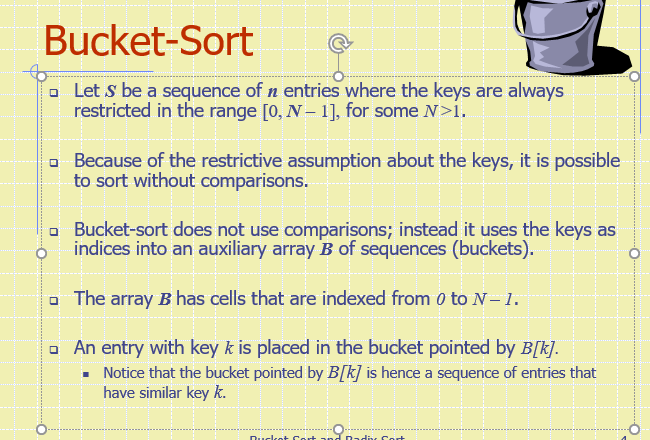 Bucket-Sort
Let S be a sequence of n entries where the keys are always
restricted in the range [0, N – 1], for some N >1.
Because of the restrictive assumption about the keys, it is possible
to sort without comparisons.
Bucket-sort does not use comparisons; instead it uses the keys as
indices into an auxiliary array B of sequences (buckets).
The array B has cells that are indexed from 0 to N – 1.
An entry with key k is placed in the bucket pointed by B[k].
Notice that the bucket pointed by B[k] is hence a sequence of entries that
have similar key k.
Bucket-Sort and Radix-Sort
4